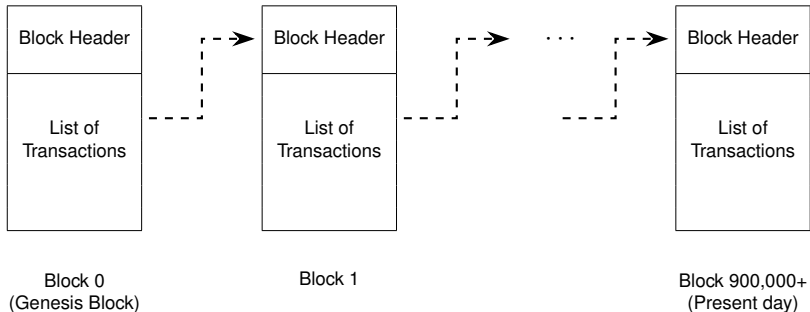 Block Header
List of
Transactions
Block 0
(Genesis Block)
Block Header
List of
Transactions
Block 1
· · ·
Block Header
List of
Transactions
Block 900,000+
(Present day)